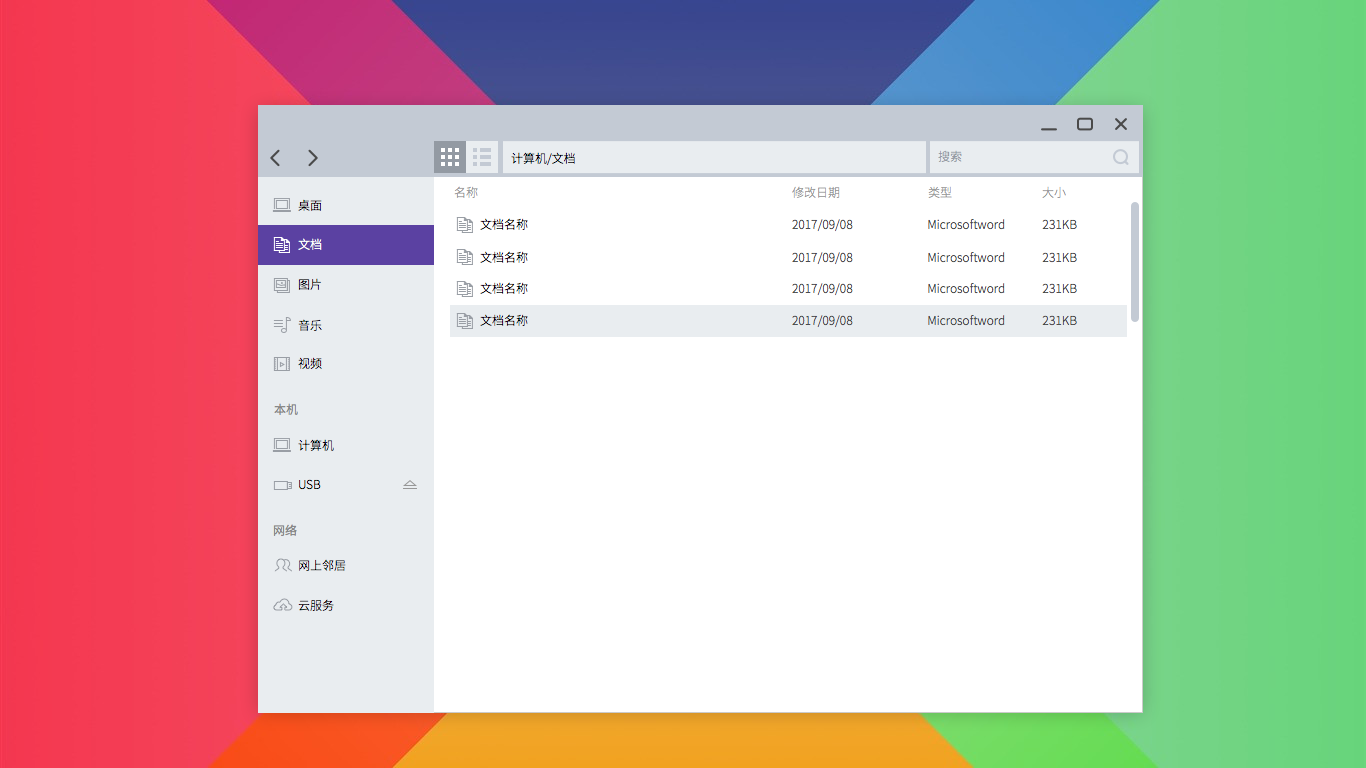 计算机/文档
搜索
桌面
文档
图片
音乐
视频
本机
计算机
USB
网络
网上邻居
云服务
名称 修改日期 类型 大小
文档名称 2017/09/08 Microsoftword 231KB
文档名称 2017/09/08 Microsoftword 231KB
文档名称 2017/09/08 Microsoftword 231KB
文档名称 2017/09/08 Microsoftword 231KB